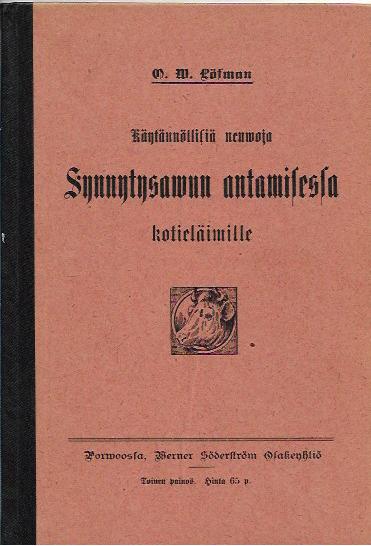 O. W. Löfman
Käytännöllisiä neuwoja
Synnytysawun antamisessa
kotieläimille
Porwoossa, Werner Söderström Osakeyhtiö
Toinen painos. Hinta 65 p.